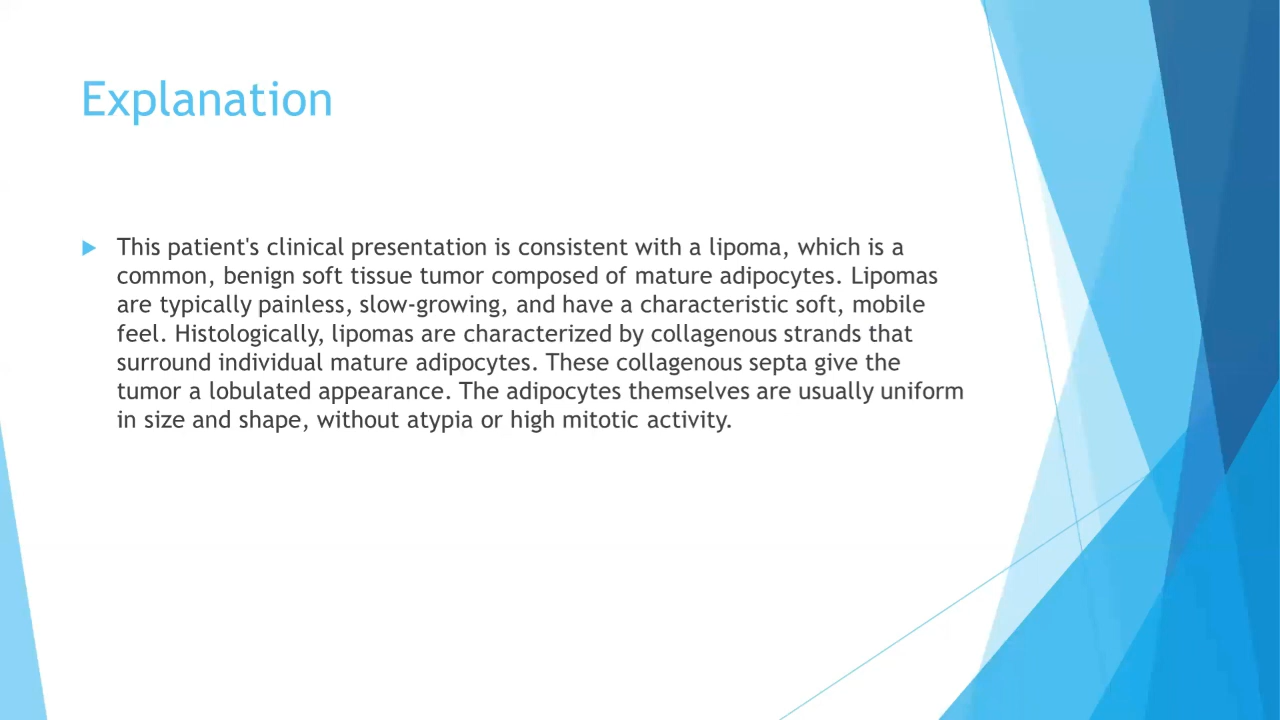 Explanation
This patient's clinical presentation is consistent with a lipoma, which is a
common, benign soft tissue tumor composed of mature adipocytes. Lipomas
are typically painless, slow-growing, and have a characteristic soft, mobile
feel. Histologically, lipomas are characterized by collagenous strands that
surround individual mature adipocytes. These collagenous septa give the
tumor a lobulated appearance. The adipocytes themselves are usually uniform
in size and shape, without atypia or high mitotic activity.